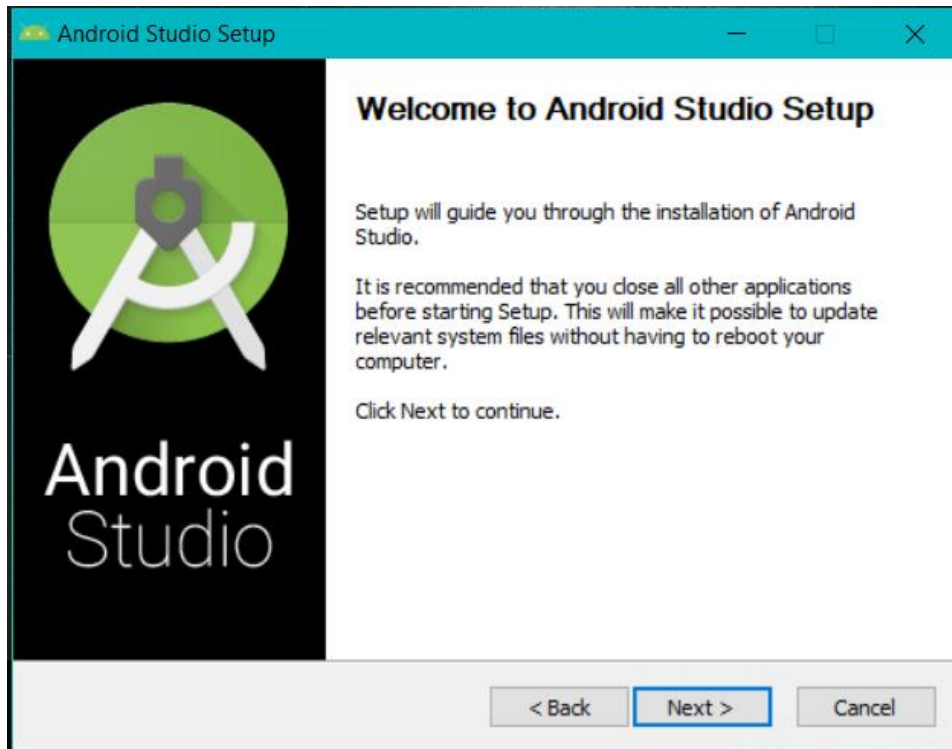 Android Studio Setup
Welcome to Android Studio Setup
Setup will guide you through the installation of Android
Studio.
It is recommended that you close all other applications
before starting Setup. This will make it possible to update
relevant system files without having to reboot your
computer.
Click Next to continue.
Android
Studio
< Back
Next >
Cancel